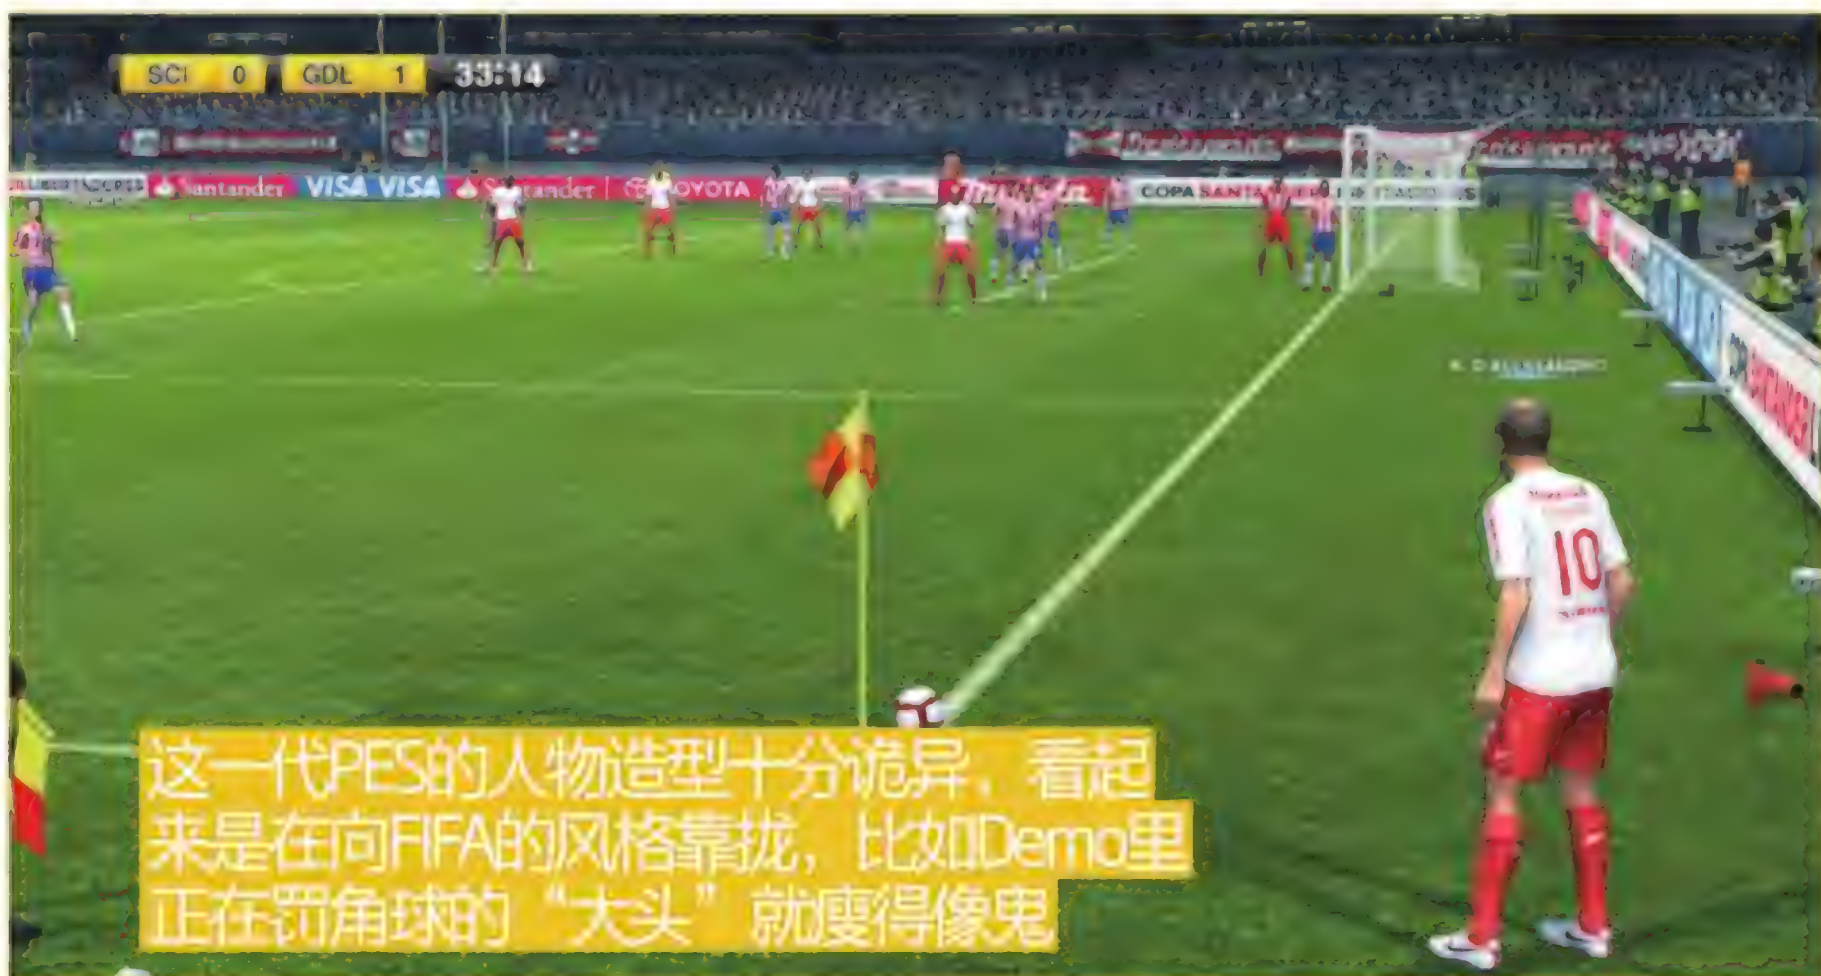 SCI 0 GDL 1 33:14
Santander VISA VISA Santander TOYOTA
COPA SANTANDER LIBERTADORES
10
这一代PES的人物造型十分诡异，看起
来是在向FIFA的风格靠拢，比如Demo里
正在罚角球的“大头”就瘦得像鬼